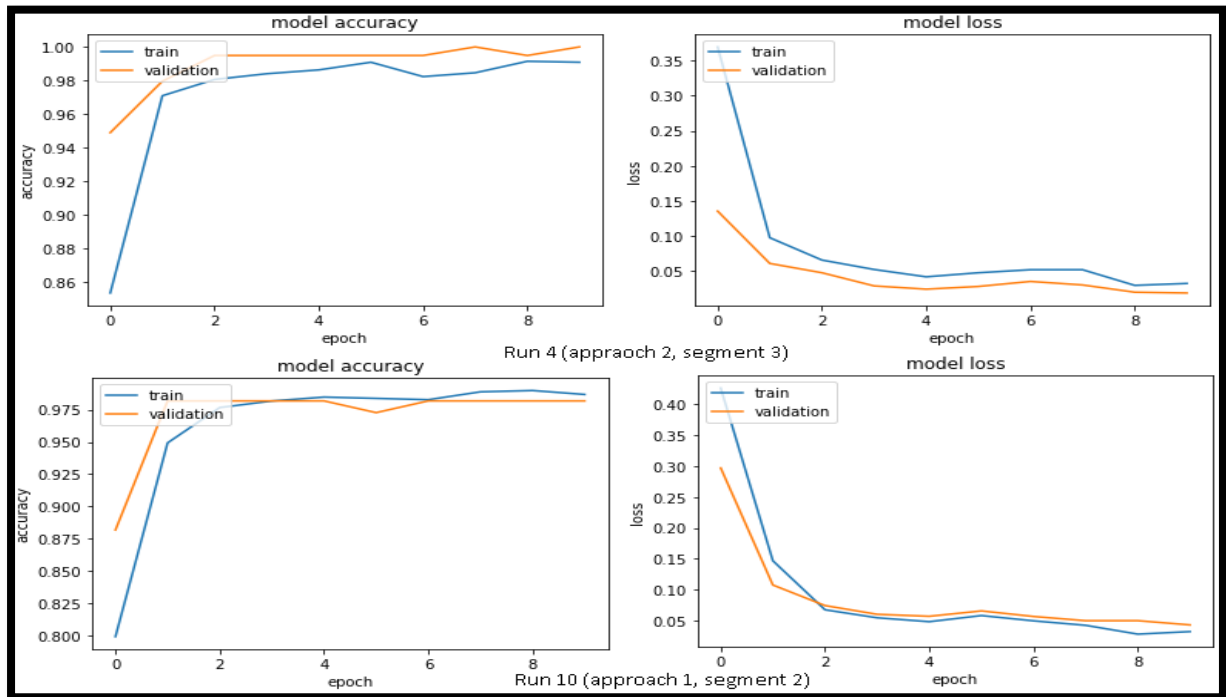 model accuracy
model loss
train
validation
train
validation
1.00
0.98
0.96
0.94
0.92
0.90
0.88
0.86
accuracy
0 2 4 6 8
epoch
0.35
0.30
0.25
0.20
0.15
0.10
0.05
loss
0 2 4 6 8
epoch
Run 4 (appraoch 2, segment 3)
model accuracy
model loss
train
validation
train
validation
0.975
0.950
0.925
0.900
0.875
0.850
0.825
0.800
accuracy
0 2 4 6 8
epoch
0.40
0.35
0.30
0.25
0.20
0.15
0.10
0.05
loss
0 2 4 6 8
epoch
Run 10 (approach 1, segment 2)